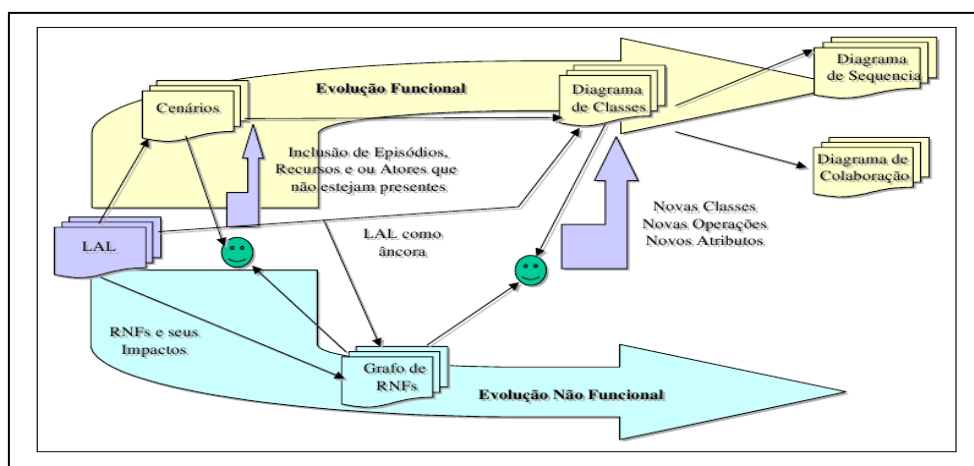 Diagrama
de Sequencia
Evolução Funcional
Diagrama
de Classes
Cenários
Inclusão de Episódios,
Recursos e ou Atores que
não estejam presentes
Diagrama de
Colaboração
Novas Classes
Novas Operações
Novos Atributos
LAL
LAL como
âncora
RNFs e seus
Impactos
Grafo de
RNFs
Evolução Não Funcional